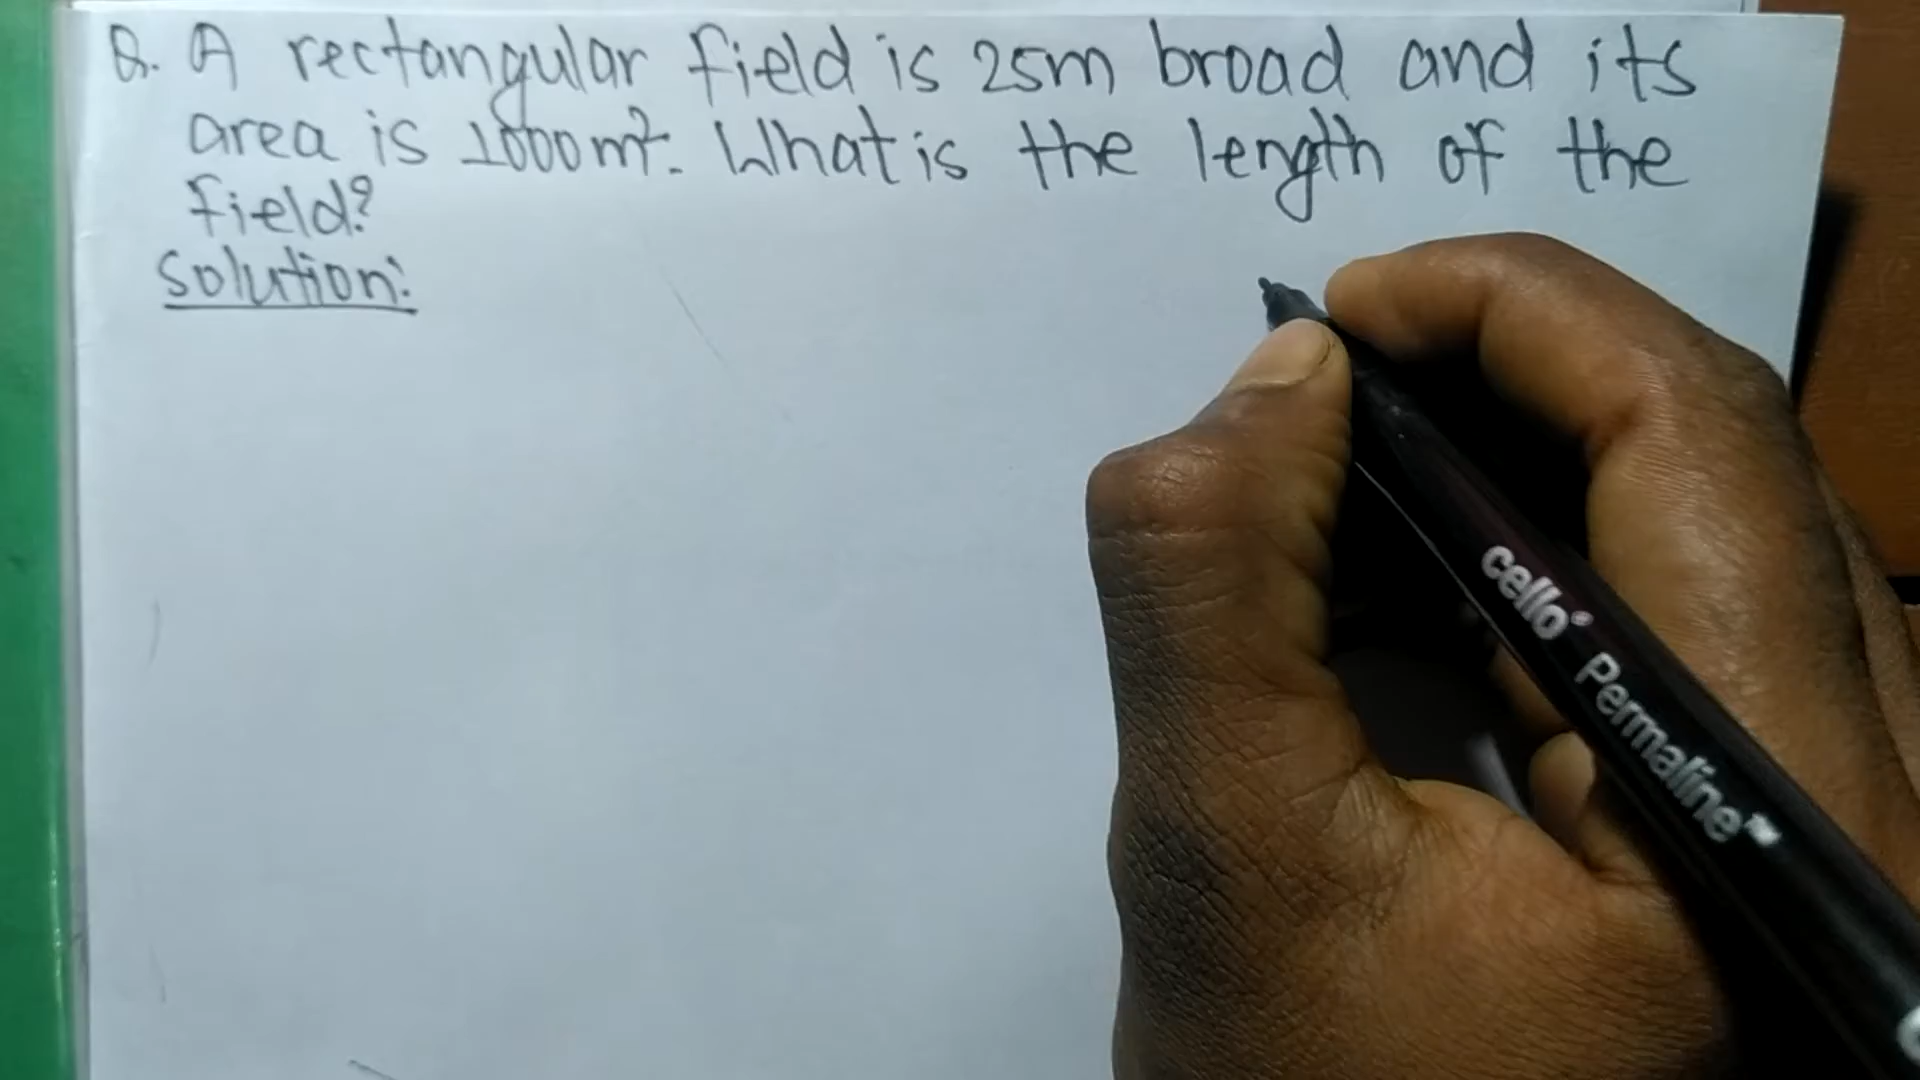 Q. A rectangular field is 25m broad and its
area is 1000m². What is the length of the
field?
Solution:
cello Permaline™